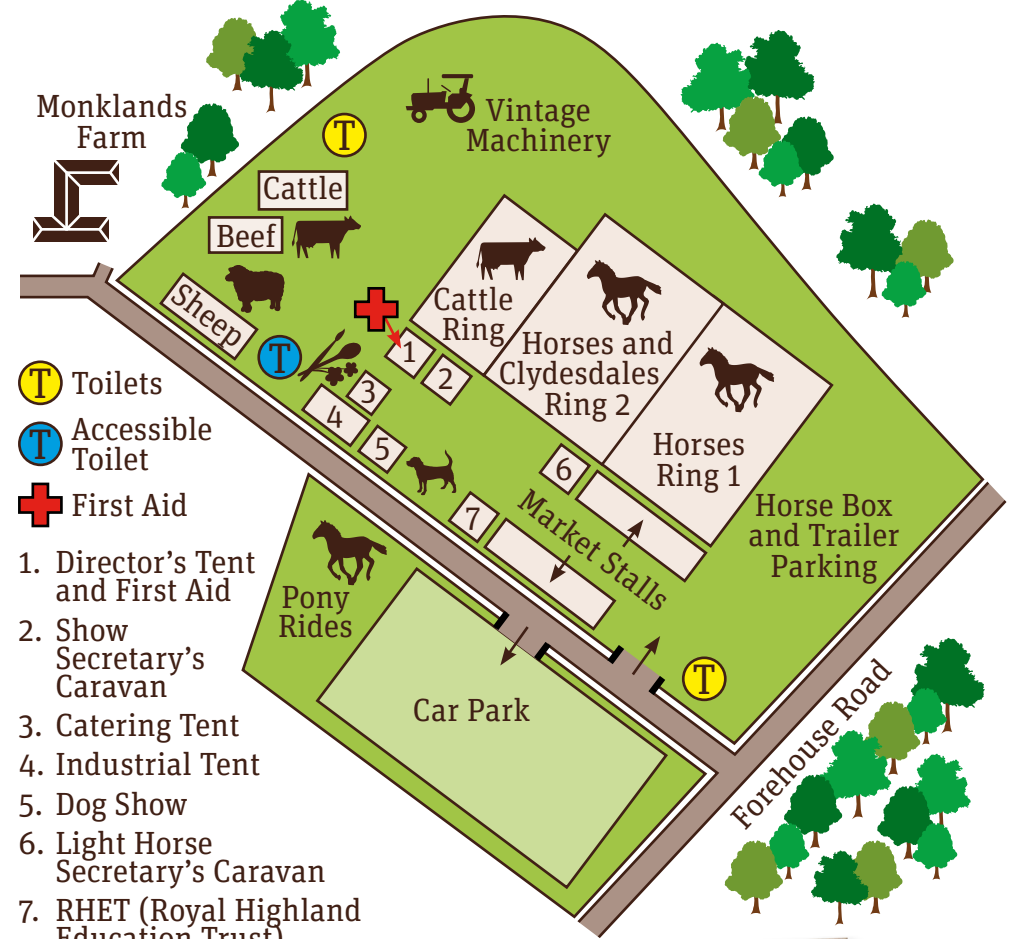 Monklands
Farm
T
Vintage
Machinery
Cattle
Beef
Sheep
T
Cattle
Ring
Horses and
Clydesdales
Ring 2
Horses
Ring 1
1
2
3
4
5
6
7
Market Stalls
Horse Box
and Trailer
Parking
Pony
Rides
Car Park
T
Forehouse Road
T Toilets
T Accessible
Toilet
First Aid
1. Director's Tent
and First Aid
2. Show
Secretary's
Caravan
3. Catering Tent
4. Industrial Tent
5. Dog Show
6. Light Horse
Secretary's Caravan
7. RHET (Royal Highland
Education Trust)